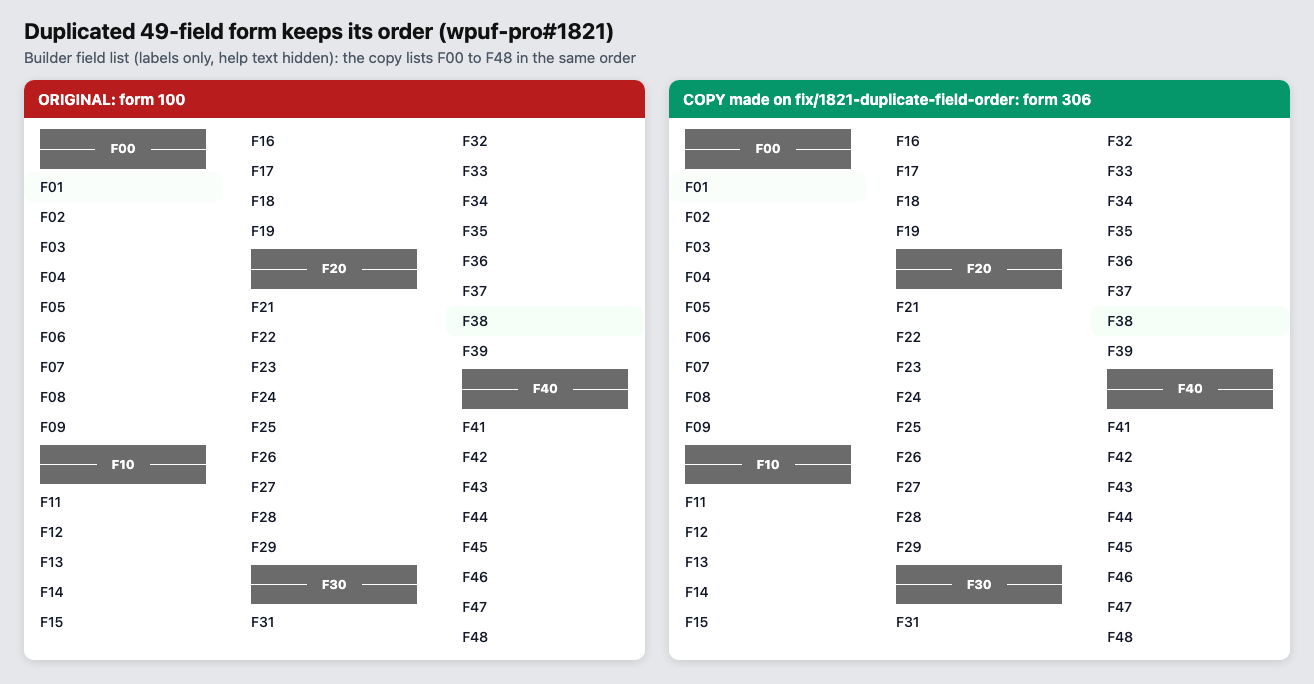 Duplicated 49-field form keeps its order (wpuf-pro#1821)
Builder field list (labels only, help text hidden): the copy lists F00 to F48 in the same order
ORIGINAL: form 100
F00
F01
F02
F03
F04
F05
F06
F07
F08
F09
F10
F11
F12
F13
F14
F15
F16
F17
F18
F19
F20
F21
F22
F23
F24
F25
F26
F27
F28
F29
F30
F31
F32
F33
F34
F35
F36
F37
F38
F39
F40
F41
F42
F43
F44
F45
F46
F47
F48
COPY made on fix/1821-duplicate-field-order: form 306
F00
F01
F02
F03
F04
F05
F06
F07
F08
F09
F10
F11
F12
F13
F14
F15
F16
F17
F18
F19
F20
F21
F22
F23
F24
F25
F26
F27
F28
F29
F30
F31
F32
F33
F34
F35
F36
F37
F38
F39
F40
F41
F42
F43
F44
F45
F46
F47
F48